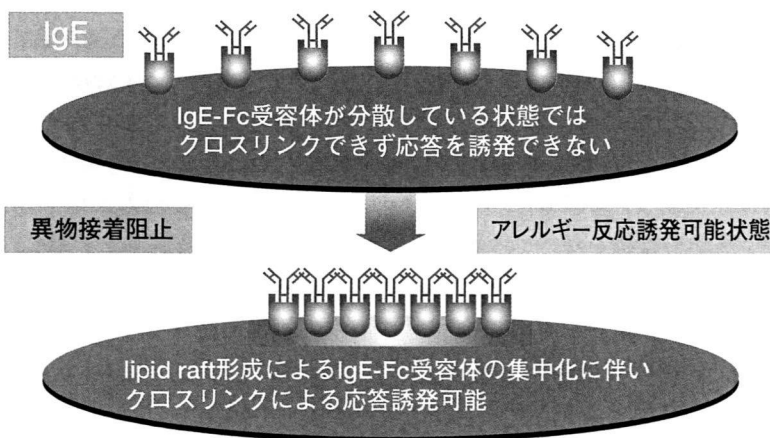 IgE
IgE-Fc受容体が分散している状態では
クロスリンクできず応答を誘発できない
異物接着阻止
アレルギー反応誘発可能状態
lipid raft形成によるIgE-Fc受容体の集中化に伴い
クロスリンクによる応答誘発可能